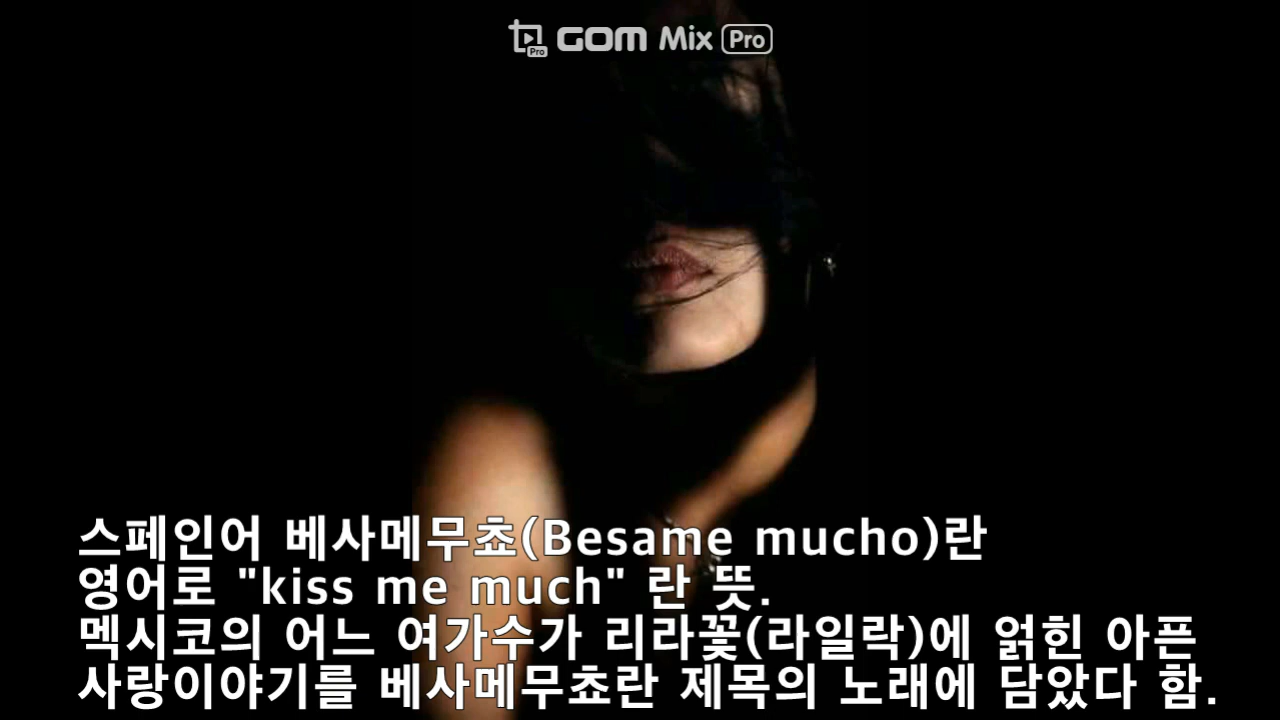 Pro GOM Mix Pro
스페인어 베사메무쵸(Besame mucho)란
영어로 "kiss me much" 란 뜻.
멕시코의 어느 여가수가 리라꽃(라일락)에 얽힌 아픈
사랑이야기를 베사메무쵸란 제목의 노래에 담았다 함.